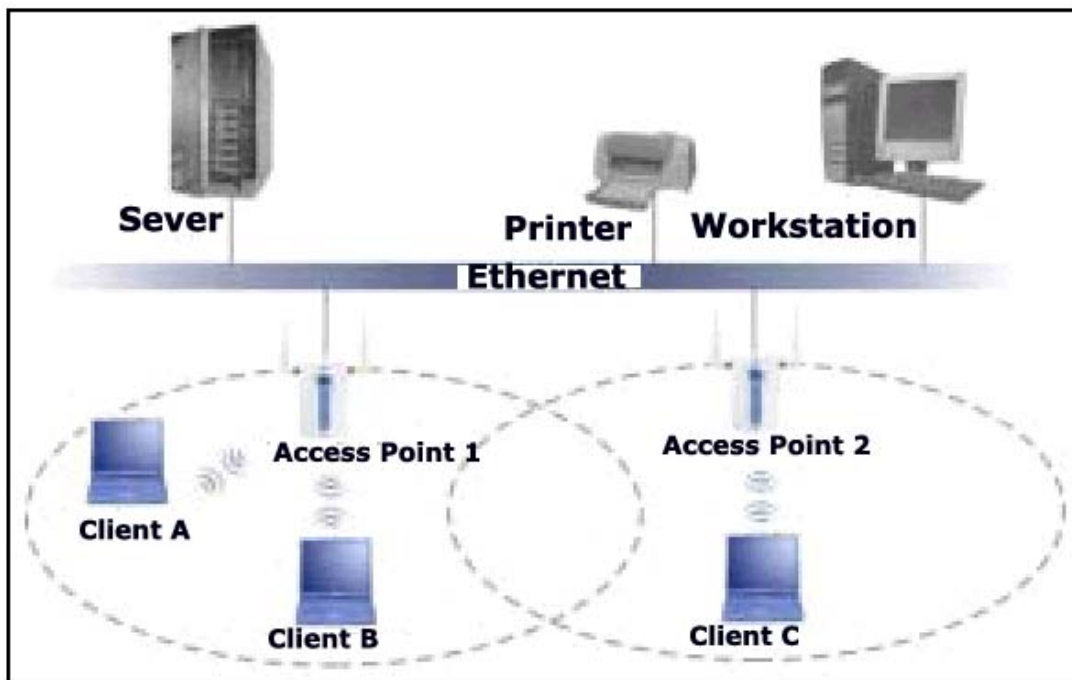 Sever
Printer
Workstation
Ethernet
Access Point 1
Access Point 2
Client A
Client B
Client C